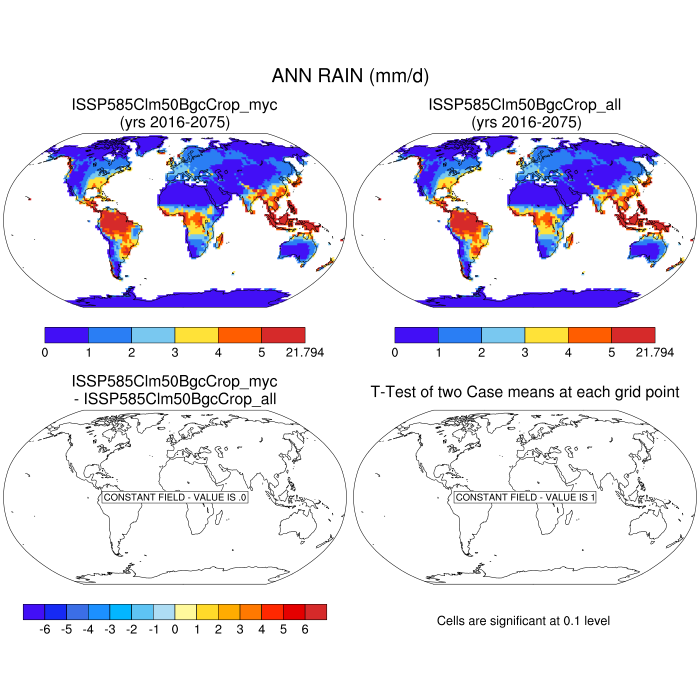 ANN RAIN (mm/d)
ISSP585Clm50BgcCrop_myc
(yrs 2016-2075)
ISSP585Clm50BgcCrop_all
(yrs 2016-2075)
0 1 2 3 4 5 21.794
0 1 2 3 4 5 21.794
ISSP585Clm50BgcCrop_myc
- ISSP585Clm50BgcCrop_all
T-Test of two Case means at each grid point
CONSTANT FIELD - VALUE IS .0
CONSTANT FIELD - VALUE IS 1
-6 -5 -4 -3 -2 -1 0 1 2 3 4 5 6
Cells are significant at 0.1 level